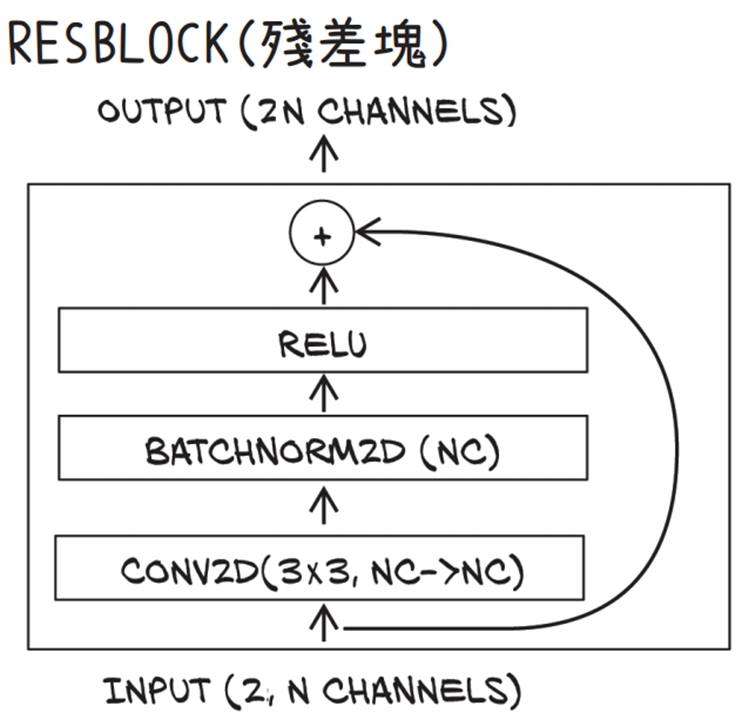 RESBLOCK(殘差塊)
OUTPUT (2N CHANNELS)
+
RELU
BATCHNORM2D (NC)
CONV2D(3x3, NC->NC)
INPUT (2, N CHANNELS)